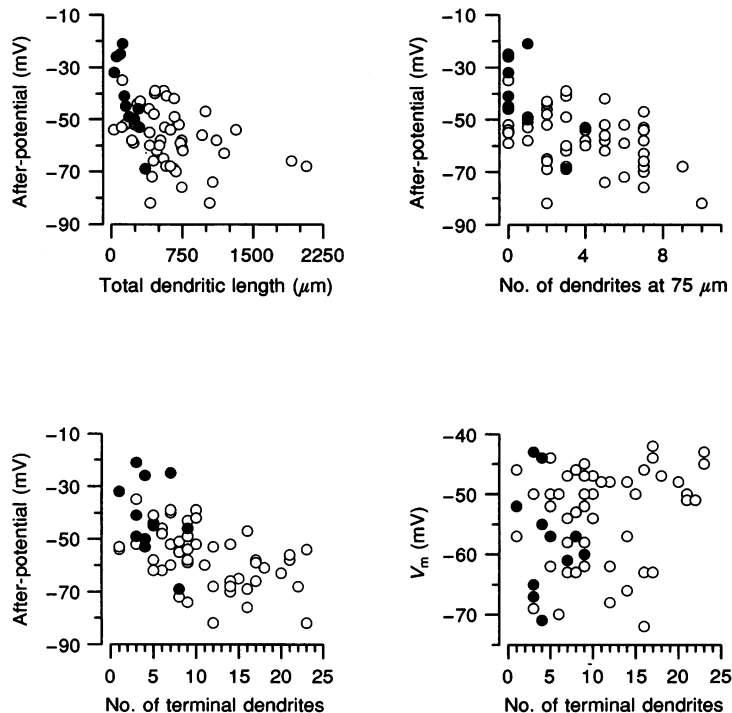 −10
−30
−50
−70
−90
After-potential (mV)
0 750 1500 2250
Total dendritic length (μm)
−10
−30
−50
−70
−90
After-potential (mV)
0 4 8
No. of dendrites at 75 μm
−10
−30
−50
−70
−90
After-potential (mV)
0 5 10 15 20 25
No. of terminal dendrites
−40
−50
−60
−70
Vm (mV)
0 5 10 15 20 25
No. of terminal dendrites